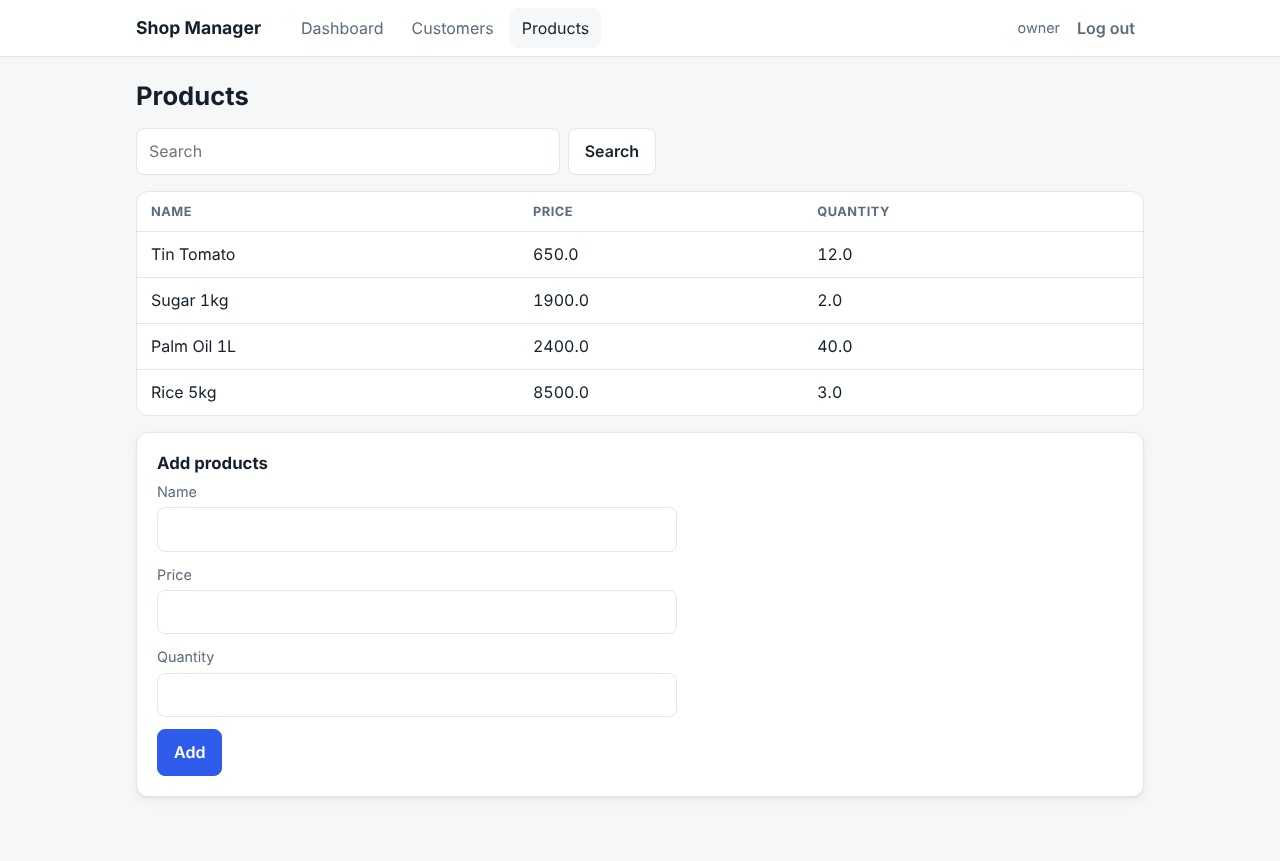 Shop Manager Dashboard Customers Products owner Log out
Products
Search Search
NAME PRICE QUANTITY
Tin Tomato 650.0 12.0
Sugar 1kg 1900.0 2.0
Palm Oil 1L 2400.0 40.0
Rice 5kg 8500.0 3.0
Add products
Name
Price
Quantity
Add